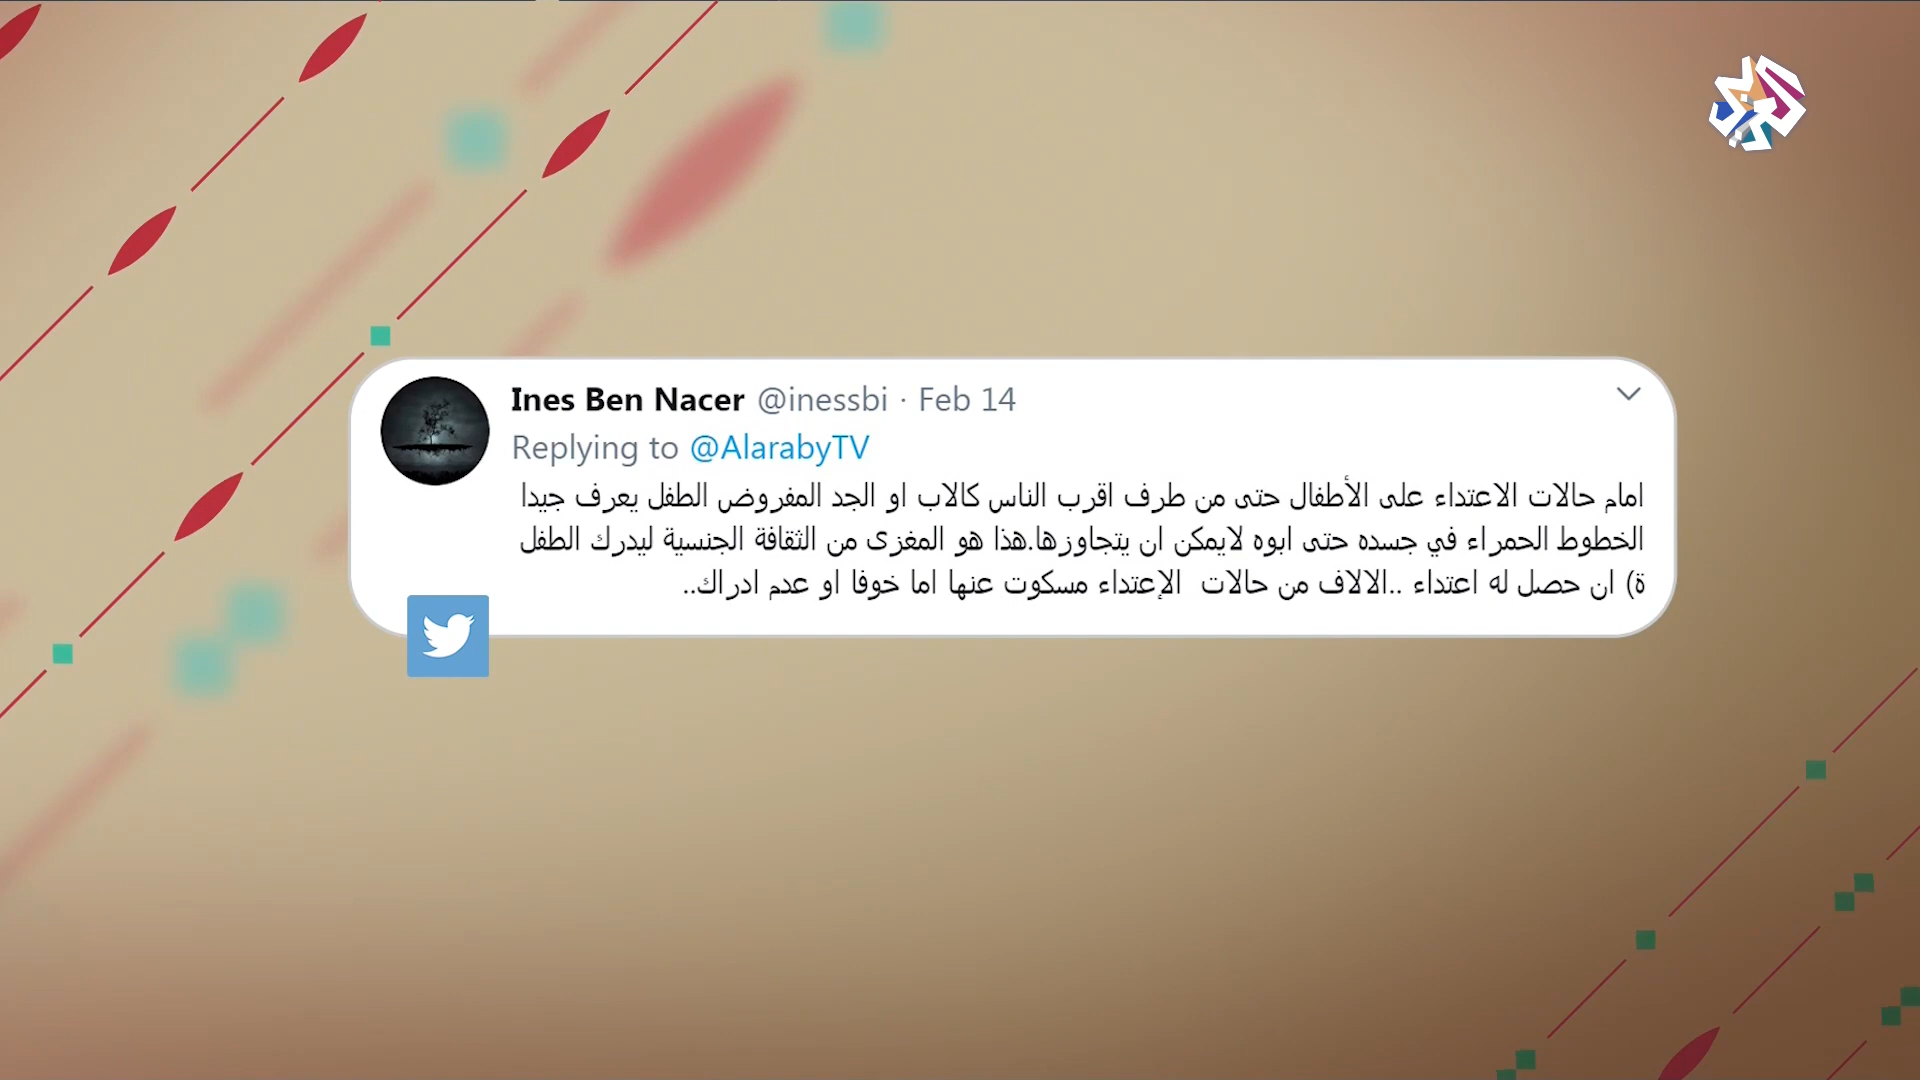 Ines Ben Nacer @inessbi · Feb 14
Replying to @AlarabyTV
امام حالات الاعتداء على الأطفال حتى من طرف اقرب الناس كالاب او الجد المفروض الطفل يعرف جيدا
الخطوط الحمراء في جسده حتى ابوه لايمكن ان يتجاوزها.هذا هو المغزى من الثقافة الجنسية ليدرك الطفل
ة) ان حصل له اعتداء ..الالاف من حالات  الإعتداء مسكوت عنها اما خوفا او عدم ادراك..